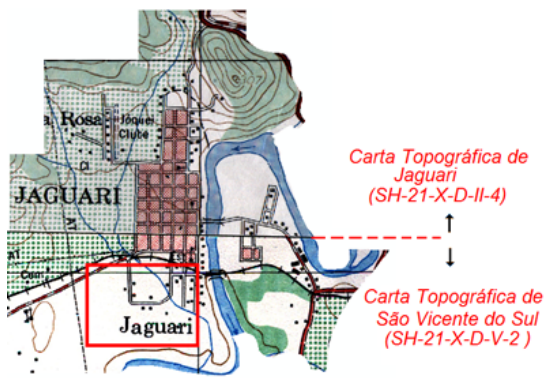 a Rosa
Jóquei
Clube
JAGUARI
Cem
Jaguari
Carta Topográfica de
Jaguari
(SH-21-X-D-II-4)
Carta Topográfica de
São Vicente do Sul
(SH-21-X-D-V-2 )